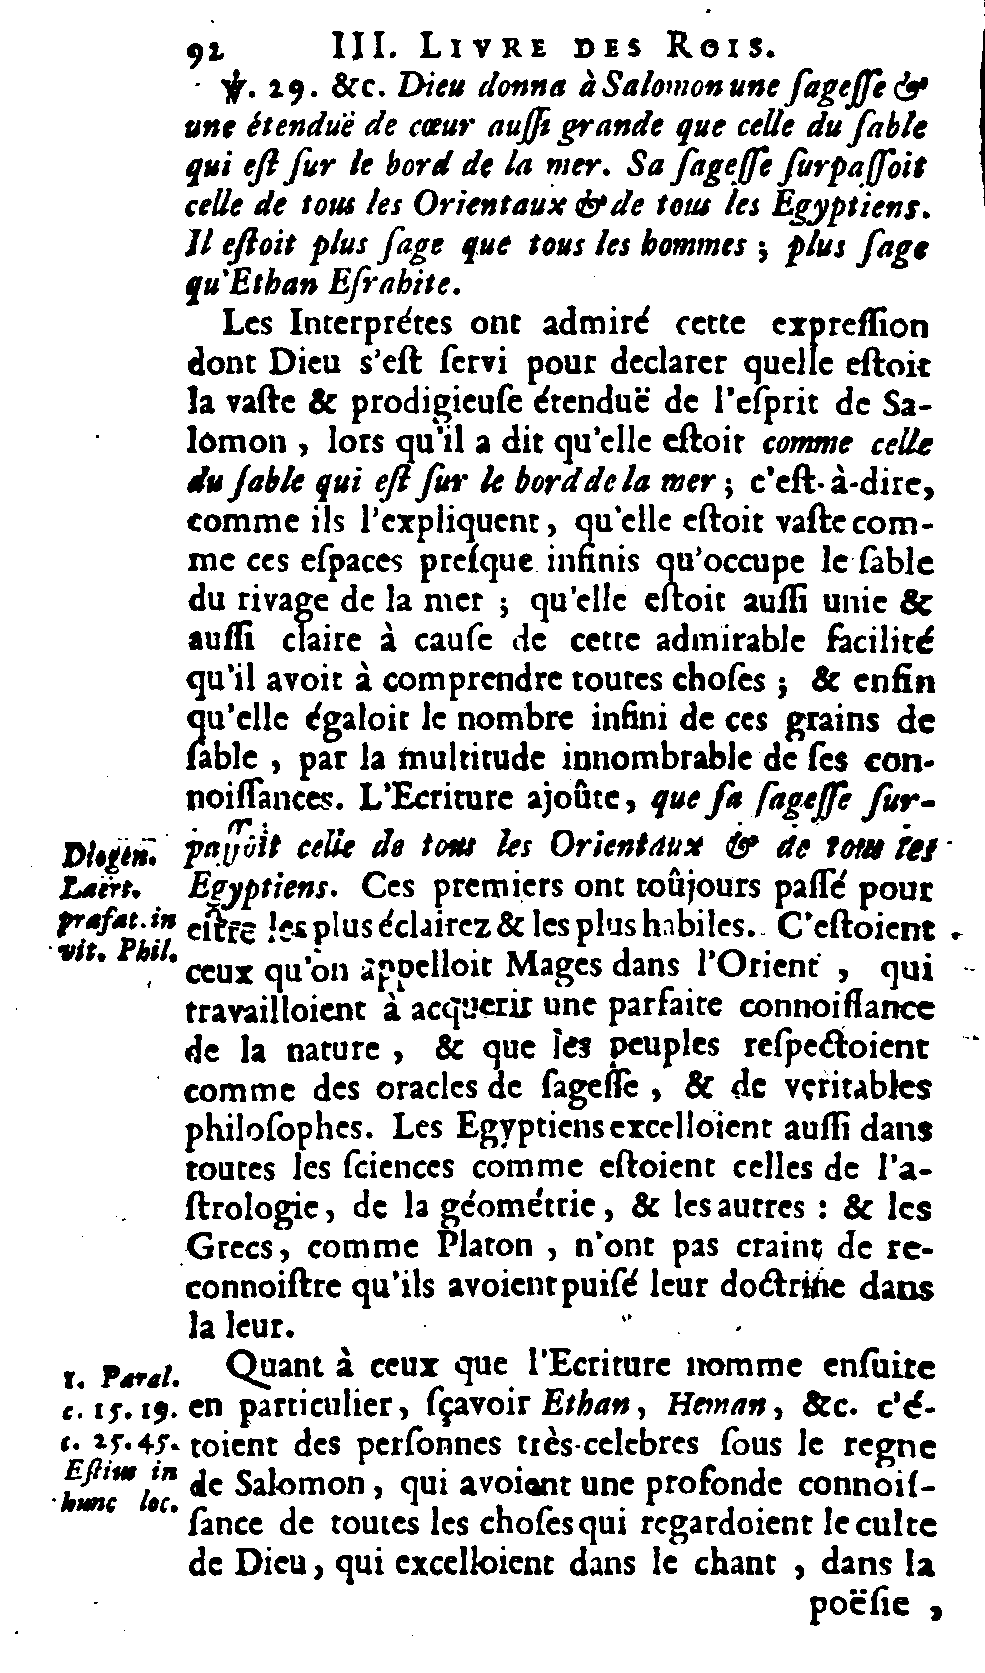 92 III. LIVRE DES ROIS.
℣. 29. &c. Dieu donna à Salomon une ſageſſe &
une étenduë de cœur auſſi grande que celle du ſable
qui eſt ſur le bord de la mer. Sa ſageſſe ſurpaſſoit
celle de tous les Orientaux & de tous les Egyptiens.
Il eſtoit plus ſage que tous les hommes ; plus ſage
qu'Ethan Eſrahite.
Les Interprétes ont admiré cette expreſſion
dont Dieu s'eſt ſervi pour declarer quelle eſtoit
la vaſte & prodigieuſe étenduë de l'eſprit de Sa-
lomon , lors qu'il a dit qu'elle eſtoit comme celle
du ſable qui eſt ſur le bord de la mer ; c'eſt-à-dire,
comme ils l'expliquent, qu'elle eſtoit vaſte com-
me ces eſpaces preſque infinis qu'occupe le ſable
du rivage de la mer ; qu'elle eſtoit auſſi unie &
auſſi claire à cauſe de cette admirable facilité
qu'il avoit à comprendre toutes choſes ; & enfin
qu'elle égaloit le nombre infini de ces grains de
ſable , par la multitude innombrable de ſes con-
noiſſances. L'Ecriture ajoûte, que ſa ſageſſe ſur-
paſſoit celle de tous les Orientaux & de tous les
Egyptiens. Ces premiers ont toûjours paſſé pour
eſtre les plus éclairez & les plus habiles. C'eſtoient
ceux qu'on appelloit Mages dans l'Orient , qui
travailloient à acquerir une parfaite connoiſſance
de la nature , & que les peuples reſpectoient
comme des oracles de ſageſſe , & de veritables
philoſophes. Les Egyptiens excelloient auſſi dans
toutes les ſciences comme eſtoient celles de l'a-
ſtrologie, de la géométrie, & les autres : & les
Grecs, comme Platon , n'ont pas craint de re-
connoiſtre qu'ils avoient puiſé leur doctrine dans
la leur.
Quant à ceux que l'Ecriture nomme enſuite
en particulier, ſçavoir Ethan, Heman, &c. c'é-
toient des perſonnes très-celebres ſous le regne
de Salomon, qui avoient une profonde connoiſ-
ſance de toutes les choſes qui regardoient le culte
de Dieu, qui excelloient dans le chant , dans la
poëſie ,
Diogen.
Laërt.
præfat. in
vit. Phil.
1. Paral.
c. 15. 19.
c. 25. 45.
Eſtius in
hunc loc.